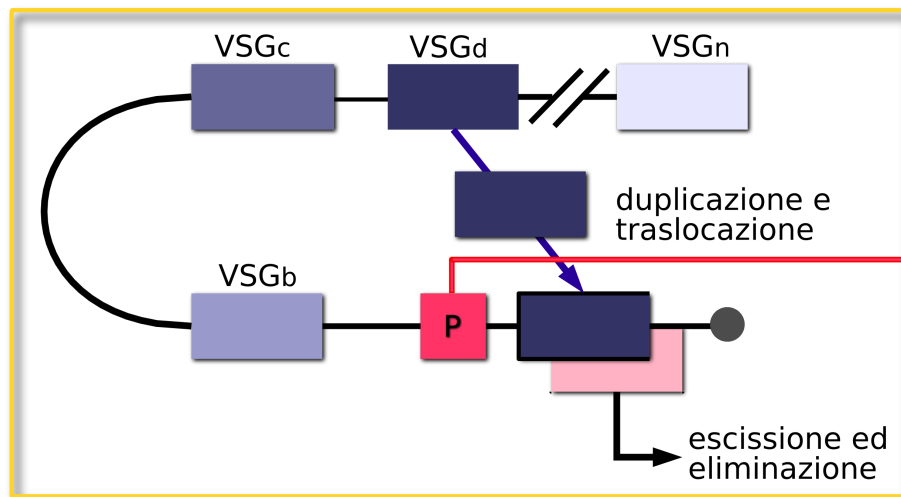 VSGc
VSGd
VSGn
duplicazione e
traslocazione
VSGb
P
escissione ed
eliminazione